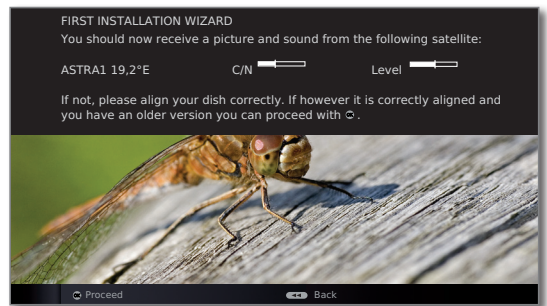 FIRST INSTALLATION WIZARD
You should now receive a picture and sound from the following satellite:
ASTRA1 19,2°E C/N Level
If not, please align your dish correctly. If however it is correctly aligned and
you have an older version you can proceed with OK .
OK Proceed ◄◄ Back